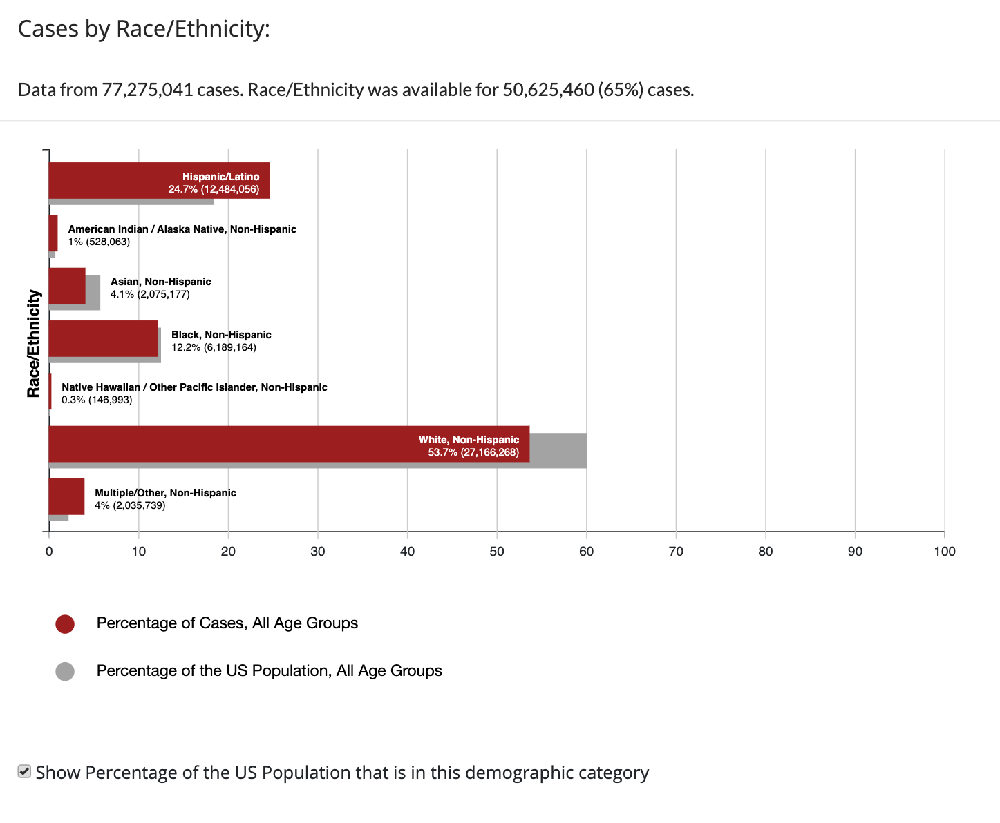 Cases by Race/Ethnicity:
Data from 77,275,041 cases. Race/Ethnicity was available for 50,625,460 (65%) cases.
Race/Ethnicity
Hispanic/Latino
24.7% (12,484,056)
American Indian / Alaska Native, Non-Hispanic
1% (528,063)
Asian, Non-Hispanic
4.1% (2,075,177)
Black, Non-Hispanic
12.2% (6,189,164)
Native Hawaiian / Other Pacific Islander, Non-Hispanic
0.3% (146,993)
White, Non-Hispanic
53.7% (27,166,268)
Multiple/Other, Non-Hispanic
4% (2,035,739)
0 10 20 30 40 50 60 70 80 90 100
Percentage of Cases, All Age Groups
Percentage of the US Population, All Age Groups
Show Percentage of the US Population that is in this demographic category